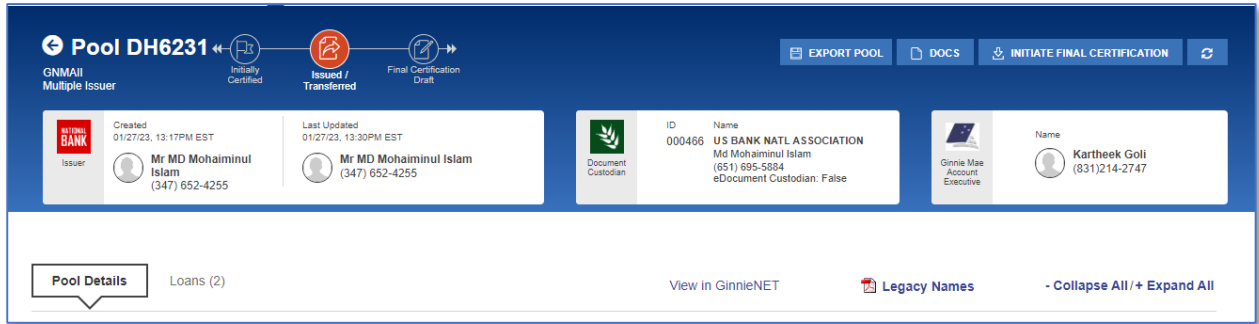 Pool DH6231
GNMAII
Multiple Issuer
Initially
Certified
Issued /
Transferred
Final Certification
Draft
EXPORT POOL
DOCS
INITIATE FINAL CERTIFICATION
NATIONAL
BANK
Issuer
Created
01/27/23, 13:17PM EST
Mr MD Mohaiminul
Islam
(347) 652-4255
Last Updated
01/27/23, 13:30PM EST
Mr MD Mohaiminul Islam
(347) 652-4255
Document
Custodian
ID
000466
Name
US BANK NATL ASSOCIATION
Md Mohaiminul Islam
(651) 695-5884
eDocument Custodian: False
Ginnie Mae
Account
Executive
Name
Kartheek Goli
(831)214-2747
Pool Details
Loans (2)
View in GinnieNET
Legacy Names
- Collapse All/+ Expand All